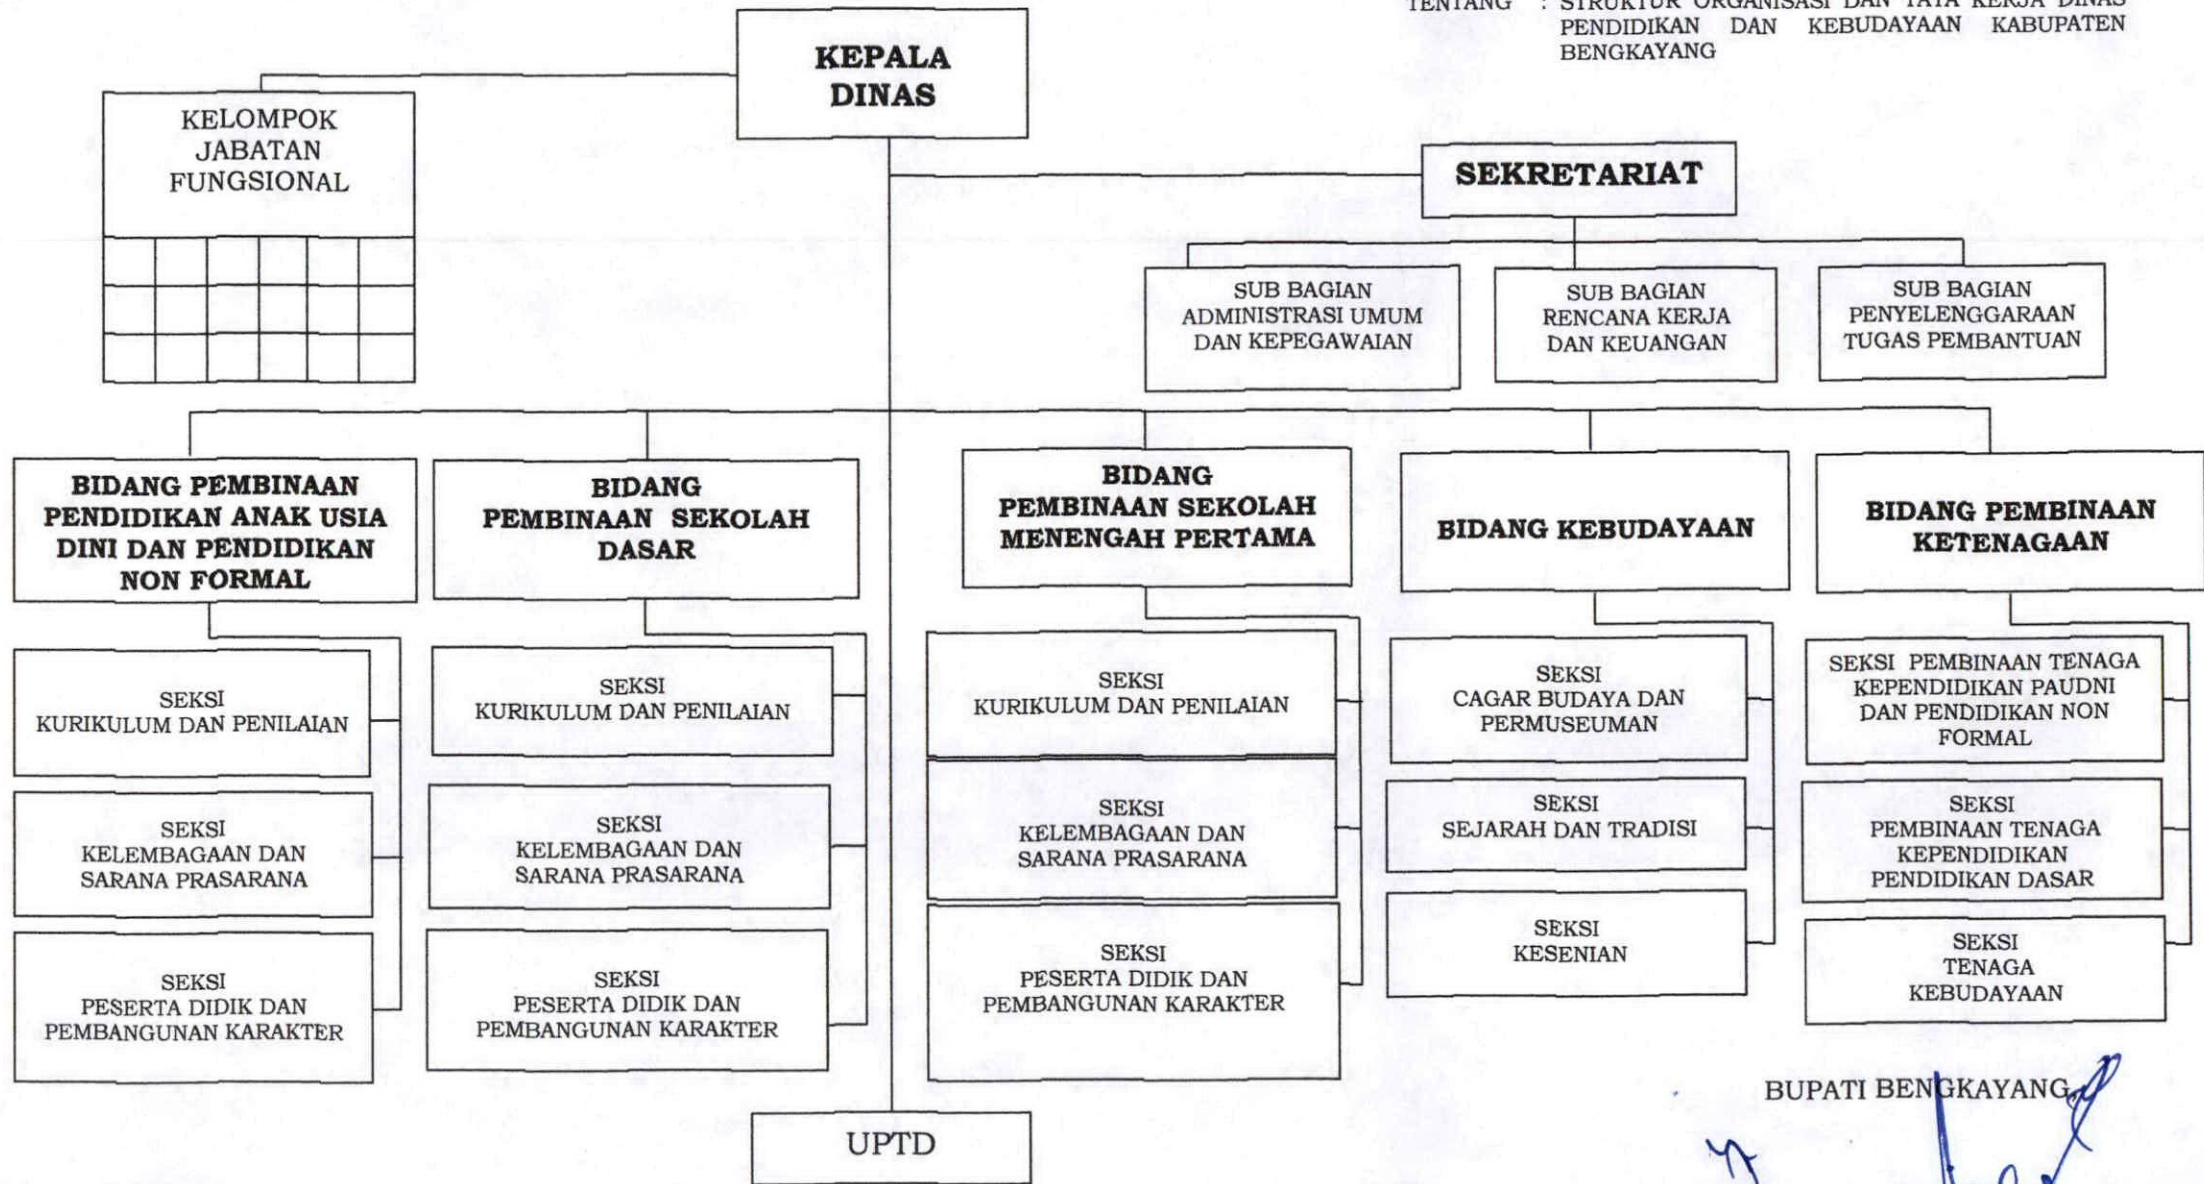 TENTANG : STRUKTUR ORGANISASI DAN TATA KERJA DINAS
PENDIDIKAN DAN KEBUDAYAAN KABUPATEN
BENGKAYANG
KEPALA
DINAS
KELOMPOK
JABATAN
FUNGSIONAL
SEKRETARIAT
SUB BAGIAN
ADMINISTRASI UMUM
DAN KEPEGAWAIAN
SUB BAGIAN
RENCANA KERJA
DAN KEUANGAN
SUB BAGIAN
PENYELENGGARAAN
TUGAS PEMBANTUAN
BIDANG PEMBINAAN
PENDIDIKAN ANAK USIA
DINI DAN PENDIDIKAN
NON FORMAL
BIDANG
PEMBINAAN SEKOLAH
DASAR
BIDANG
PEMBINAAN SEKOLAH
MENENGAH PERTAMA
BIDANG KEBUDAYAAN
BIDANG PEMBINAAN
KETENAGAAN
SEKSI
KURIKULUM DAN PENILAIAN
SEKSI
KELEMBAGAAN DAN
SARANA PRASARANA
SEKSI
PESERTA DIDIK DAN
PEMBANGUNAN KARAKTER
SEKSI
KURIKULUM DAN PENILAIAN
SEKSI
KELEMBAGAAN DAN
SARANA PRASARANA
SEKSI
PESERTA DIDIK DAN
PEMBANGUNAN KARAKTER
SEKSI
KURIKULUM DAN PENILAIAN
SEKSI
KELEMBAGAAN DAN
SARANA PRASARANA
SEKSI
PESERTA DIDIK DAN
PEMBANGUNAN KARAKTER
SEKSI
CAGAR BUDAYA DAN
PERMUSEUMAN
SEKSI
SEJARAH DAN TRADISI
SEKSI
KESENIAN
SEKSI PEMBINAAN TENAGA
KEPENDIDIKAN PAUDNI
DAN PENDIDIKAN NON
FORMAL
SEKSI
PEMBINAAN TENAGA
KEPENDIDIKAN
PENDIDIKAN DASAR
SEKSI
TENAGA
KEBUDAYAAN
BUPATI BENGKAYANG,
UPTD